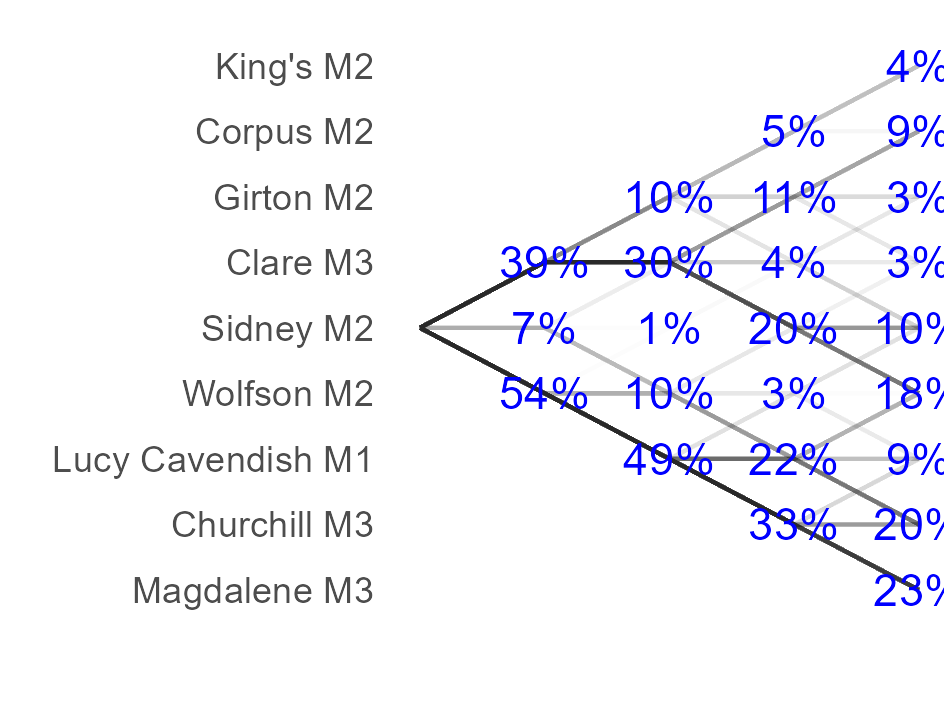 King's M2 4%
Corpus M2 5% 9%
Girton M2 10% 11% 3%
Clare M3 39% 30% 4% 3%
Sidney M2 7% 1% 20% 10%
Wolfson M2 54% 10% 3% 18%
Lucy Cavendish M1 49% 22% 9%
Churchill M3 33% 20%
Magdalene M3 23%